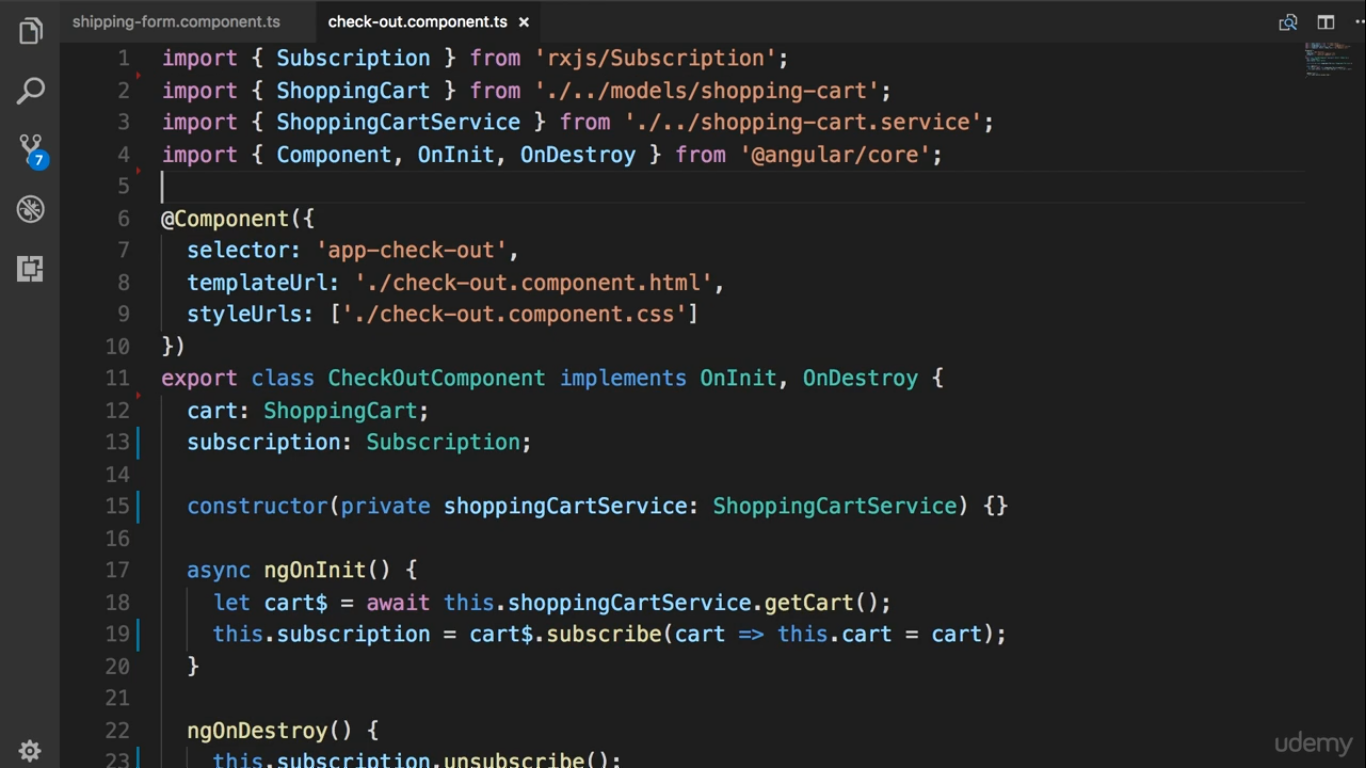 shipping-form.component.ts check-out.component.ts ×
1 import { Subscription } from 'rxjs/Subscription';
2 import { ShoppingCart } from './../models/shopping-cart';
3 import { ShoppingCartService } from './../shopping-cart.service';
4 import { Component, OnInit, OnDestroy } from '@angular/core';
5
6 @Component({
7   selector: 'app-check-out',
8   templateUrl: './check-out.component.html',
9   styleUrls: ['./check-out.component.css']
10 })
11 export class CheckOutComponent implements OnInit, OnDestroy {
12   cart: ShoppingCart;
13   subscription: Subscription;
14
15   constructor(private shoppingCartService: ShoppingCartService) {}
16
17   async ngOnInit() {
18     let cart$ = await this.shoppingCartService.getCart();
19     this.subscription = cart$.subscribe(cart => this.cart = cart);
20   }
21
22   ngOnDestroy() {
23     this.subscription.unsubscribe();
7
udemy